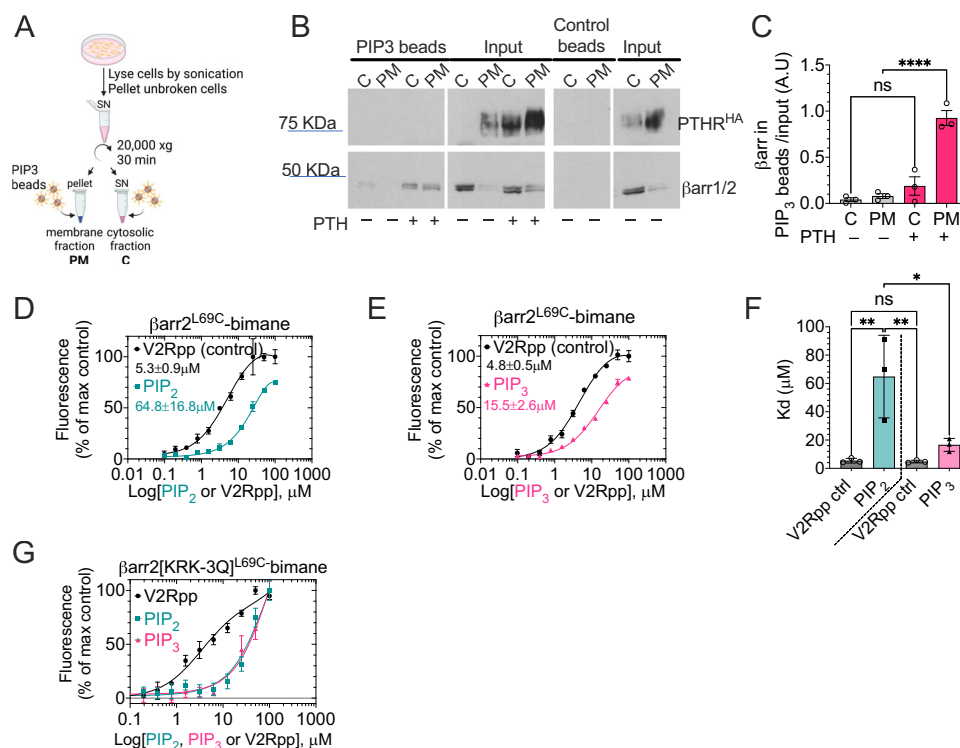 A
Lyse cells by sonication
Pellet unbroken cells
SN
20,000 xg
30 min
PIP3
beads
pellet
SN
membrane
fraction
PM
cytosolic
fraction
C
B
PIP3 beads
Input
Control
beads
Input
C PM C PM
C PM C PM
C PM
C PM
75 KDa
PTHR^HA
50 KDa
βarr1/2
PTH
– – + + – – + + – – – –
C
βarr in
PIP3 beads /input (A.U)
1.5
1.0
0.5
0.0
ns
****
C PM C PM
PTH – – + +
D
βarr2^L69C-bimane
V2Rpp (control)
5.3±0.9μM
PIP2
64.8±16.8μM
Fluorescence
(% of max control)
100
50
0
0.01 0.1 1 10 100 1000
Log[PIP2 or V2Rpp], μM
E
βarr2^L69C-bimane
V2Rpp (control)
4.8±0.5μM
PIP3
15.5±2.6μM
Fluorescence
(% of max control)
100
50
0
0.01 0.1 1 10 100 1000
Log[PIP3 or V2Rpp], μM
F
Kd (μM)
100
80
60
40
20
0
*
ns
** **
V2Rpp ctrl
PIP2
V2Rpp ctrl
PIP3
G
βarr2[KRK-3Q]^L69C-bimane
V2Rpp
PIP2
PIP3
Fluorescence
(% of max control)
100
50
0
0.1 1 10 100 1000
Log[PIP2, PIP3 or V2Rpp], μM